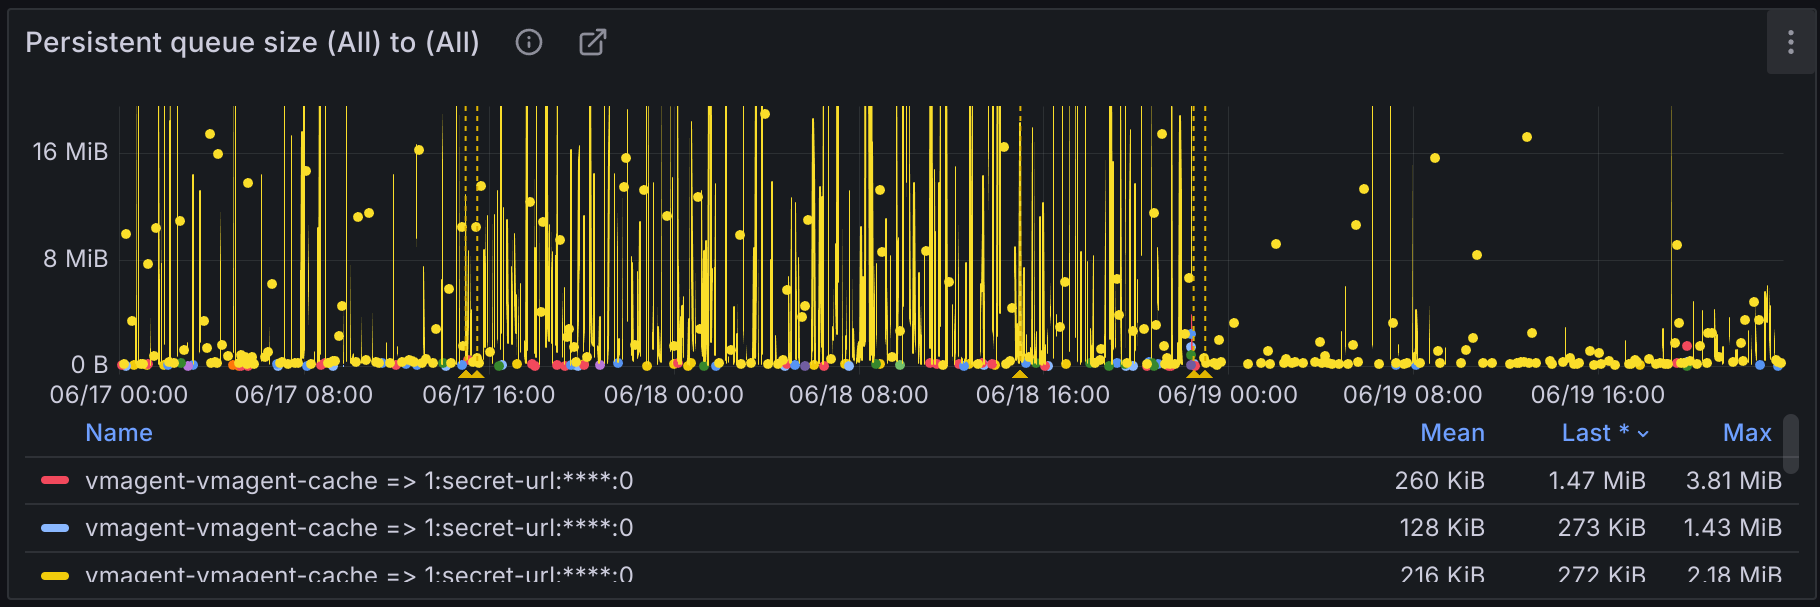 Persistent queue size (All) to (All)
16 MiB
8 MiB
0 B
06/17 00:00 06/17 08:00 06/17 16:00 06/18 00:00 06/18 08:00 06/18 16:00 06/19 00:00 06/19 08:00 06/19 16:00
Name Mean Last * Max
vmagent-vmagent-cache => 1:secret-url:****:0 260 KiB 1.47 MiB 3.81 MiB
vmagent-vmagent-cache => 1:secret-url:****:0 128 KiB 273 KiB 1.43 MiB
vmagent-vmagent-cache => 1:secret-url:****:0 216 KiB 272 KiB 2.18 MiB